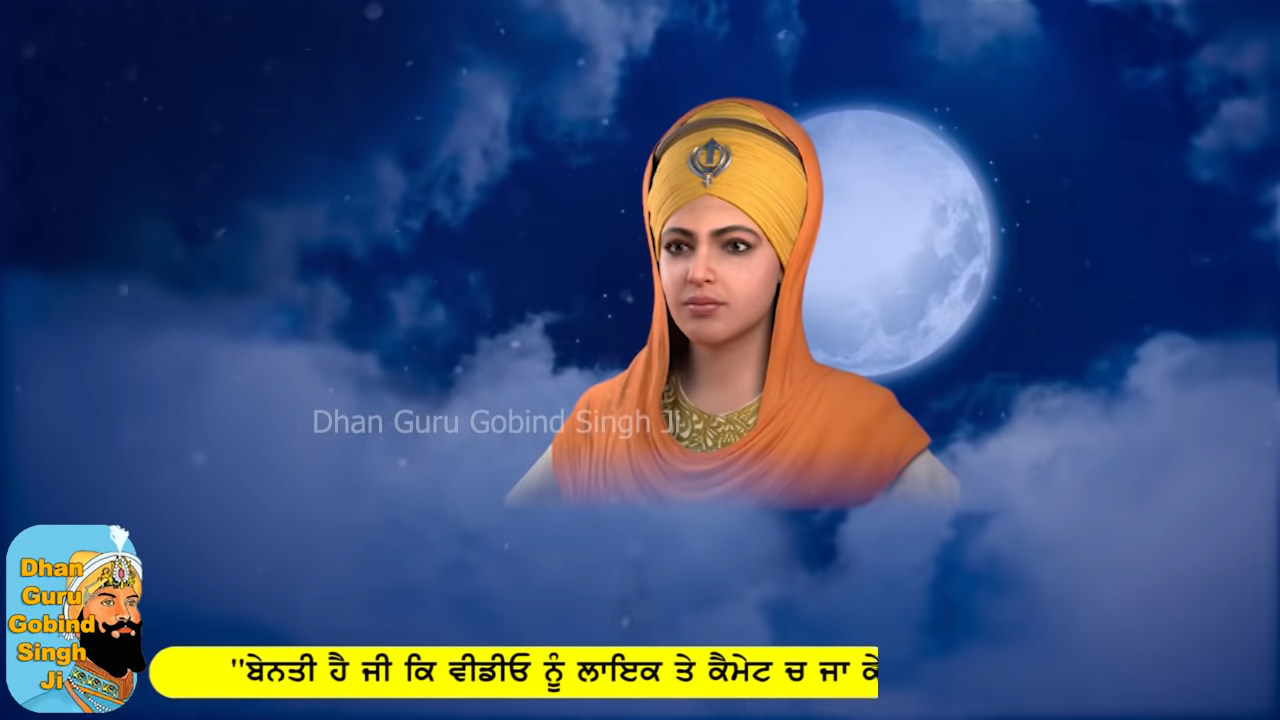 Dhan Guru Gobind Singh Ji
Dhan
Guru
Gobind
Singh
Ji
"ਬੇਨਤੀ ਹੈ ਜੀ ਕਿ ਵੀਡੀਓ ਨੂੰ ਲਾਇਕ ਤੇ ਕੈਮੇਟ ਚ ਜਾ ਕੇ